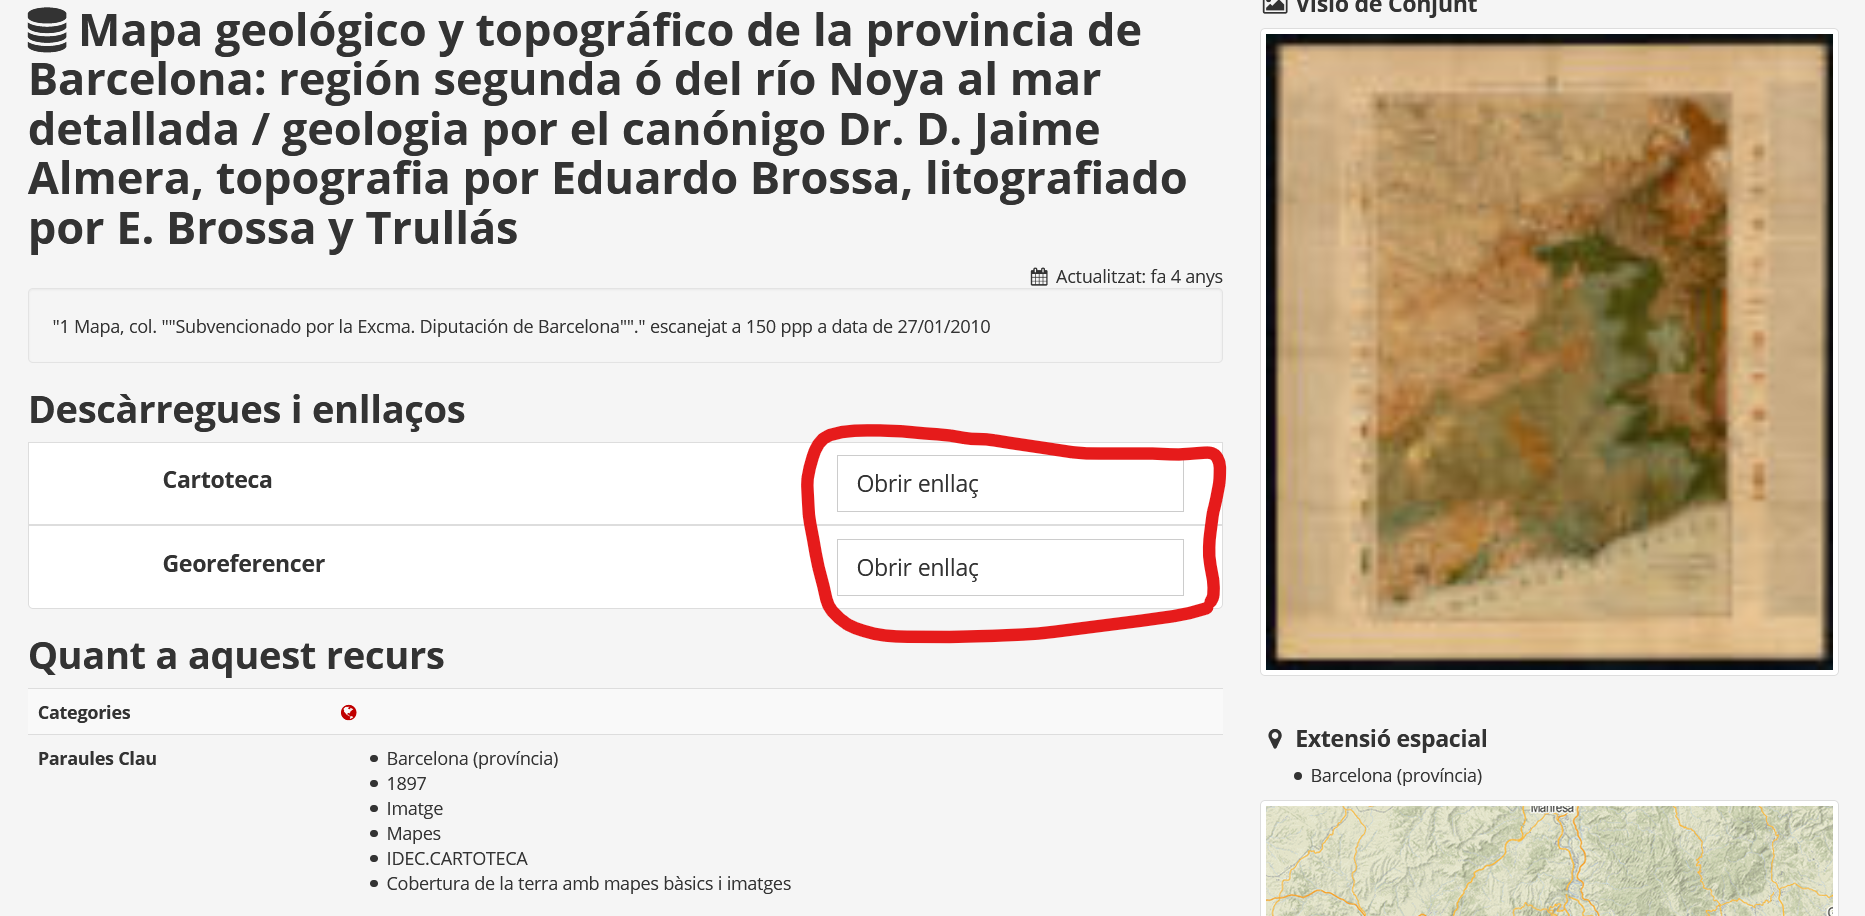 Mapa geológico y topográfico de la provincia de
Barcelona: región segunda ó del río Noya al mar
detallada / geologia por el canónigo Dr. D. Jaime
Almera, topografia por Eduardo Brossa, litografiado
por E. Brossa y Trullás
Actualitzat: fa 4 anys
"1 Mapa, col. ""Subvencionado por la Excma. Diputación de Barcelona""." escanejat a 150 ppp a data de 27/01/2010
Descàrregues i enllaços
Cartoteca
Obrir enllaç
Georeferencer
Obrir enllaç
Quant a aquest recurs
Categories
Paraules Clau
Barcelona (província)
1897
Imatge
Mapes
IDEC.CARTOTECA
Cobertura de la terra amb mapes bàsics i imatges
Visió de Conjunt
Extensió espacial
Barcelona (província)
Manresa